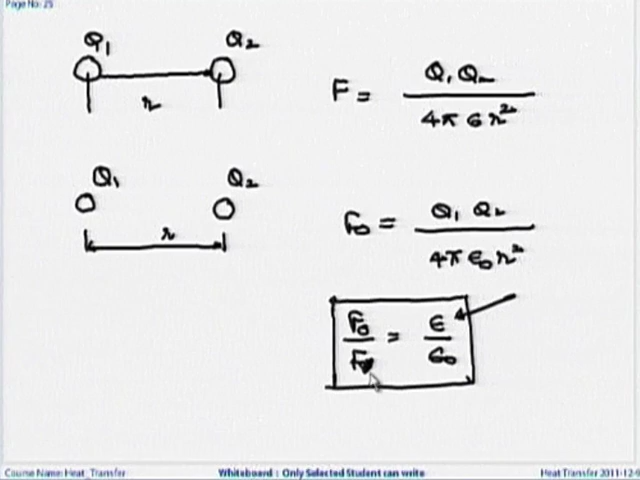 Page No: 25
Q1 Q2
r
F = Q1 Q2 / 4π ε r²
Q1 Q2
r
F0 = Q1 Q2 / 4π ε0 r²
F0 / F = ε / ε0
Course Name: Heat_Transfer Whiteboard : Only Selected Student can write Heat Transfer 2011-12-